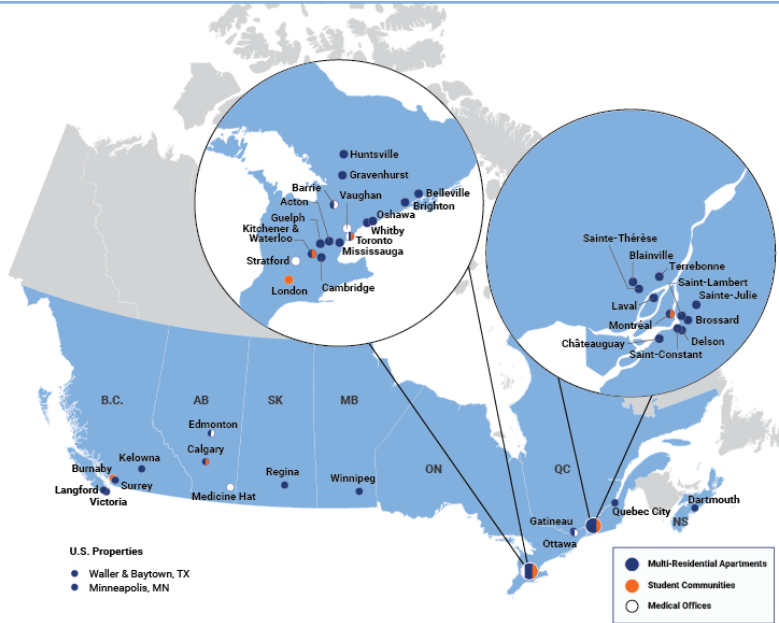 Huntsville
Gravenhurst
Barrie
Vaughan
Belleville
Acton
Brighton
Guelph
Oshawa
Kitchener &
Waterloo
Whitby
Toronto
Mississauga
Stratford
London
Cambridge
Sainte-Thérèse
Blainville
Terrebonne
Saint-Lambert
Sainte-Julie
Laval
Montréal
Brossard
Châteauguay
Delson
Saint-Constant
B.C.
AB
SK
MB
ON
QC
NS
Edmonton
Calgary
Kelowna
Burnaby
Surrey
Langford
Victoria
Medicine Hat
Regina
Winnipeg
Gatineau
Ottawa
Quebec City
Dartmouth
U.S. Properties
Waller & Baytown, TX
Minneapolis, MN
Multi-Residential Apartments
Student Communities
Medical Offices